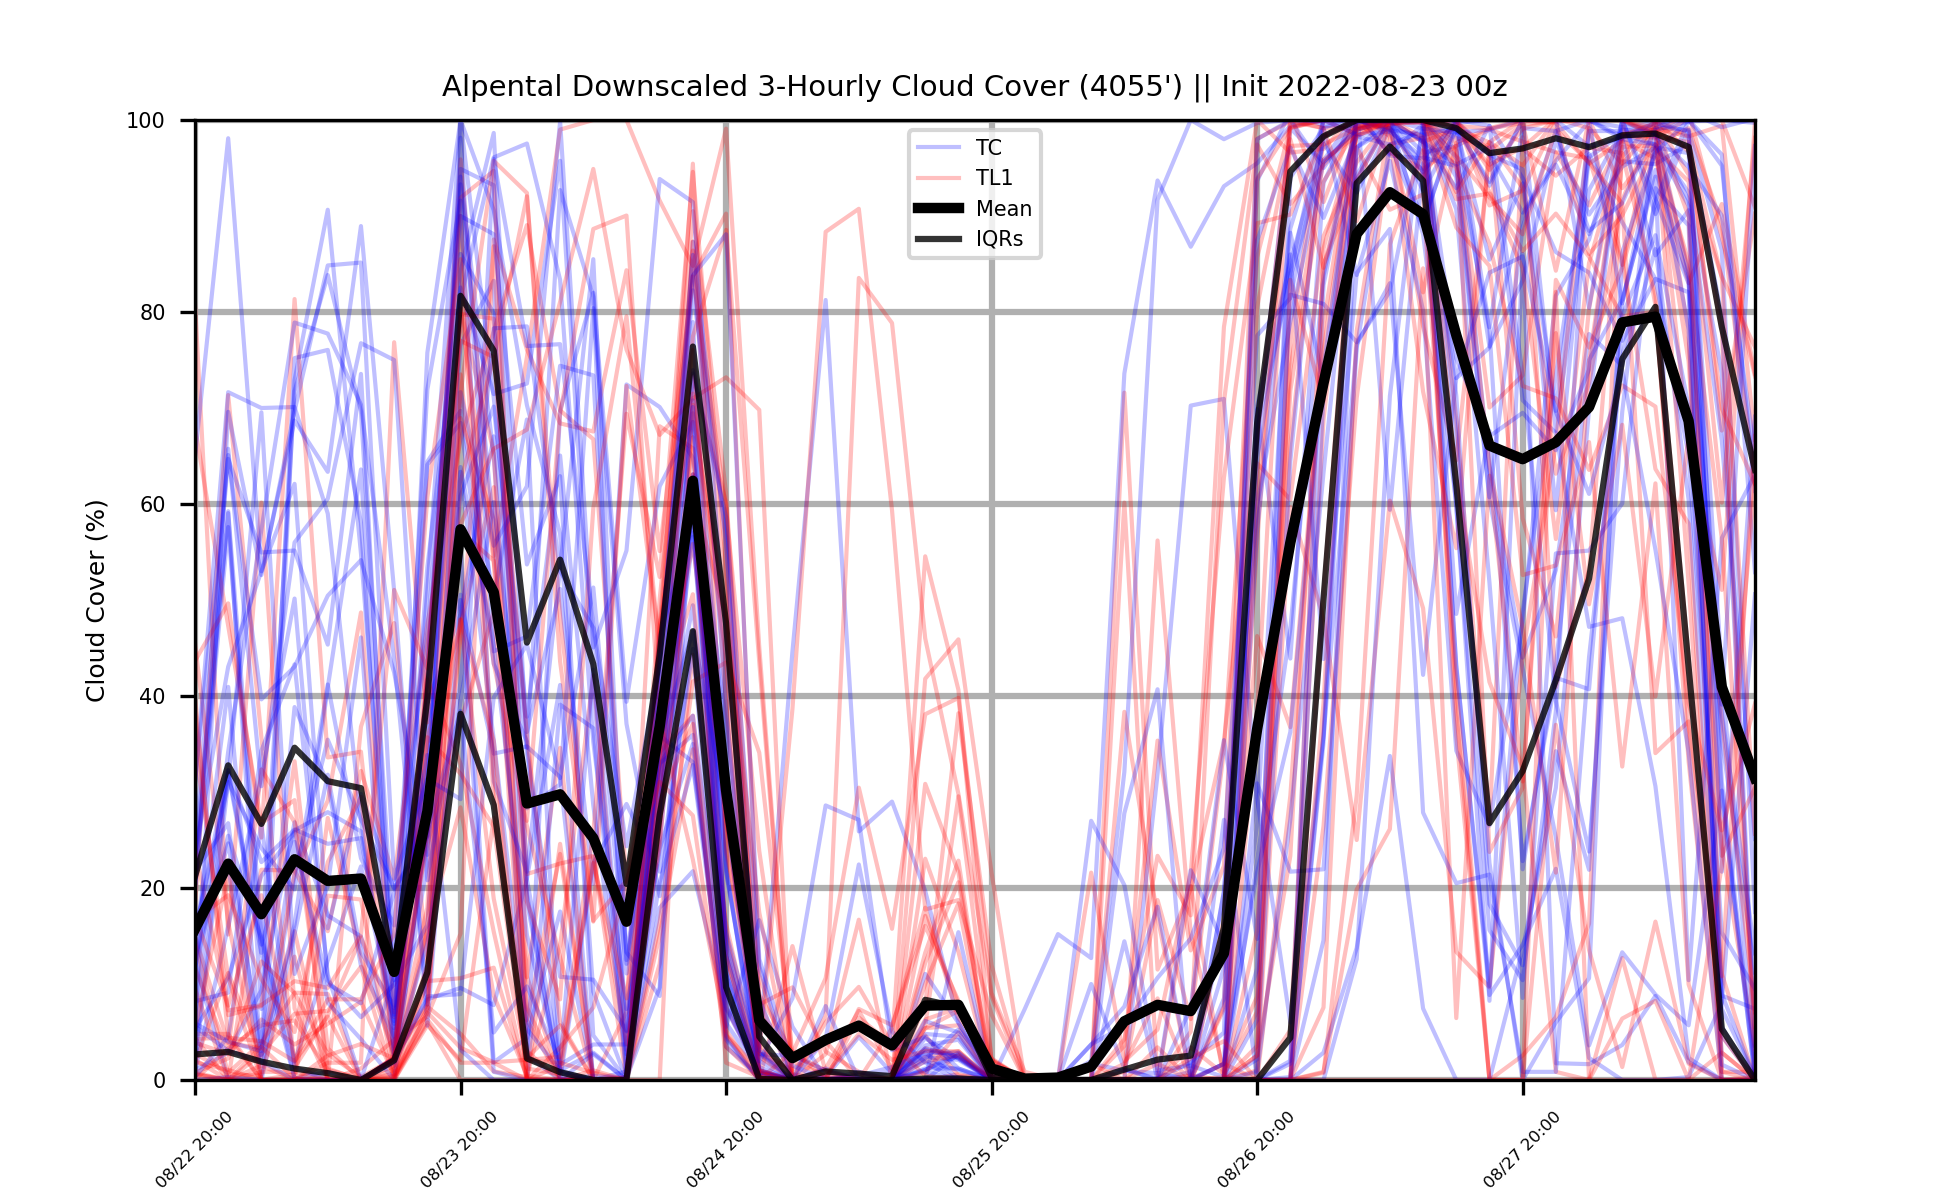 Alpental Downscaled 3-Hourly Cloud Cover (4055') || Init 2022-08-23 00z
TC
TL1
Mean
IQRs
Cloud Cover (%)
100
80
60
40
20
0
08/22 20:00
08/23 20:00
08/24 20:00
08/25 20:00
08/26 20:00
08/27 20:00